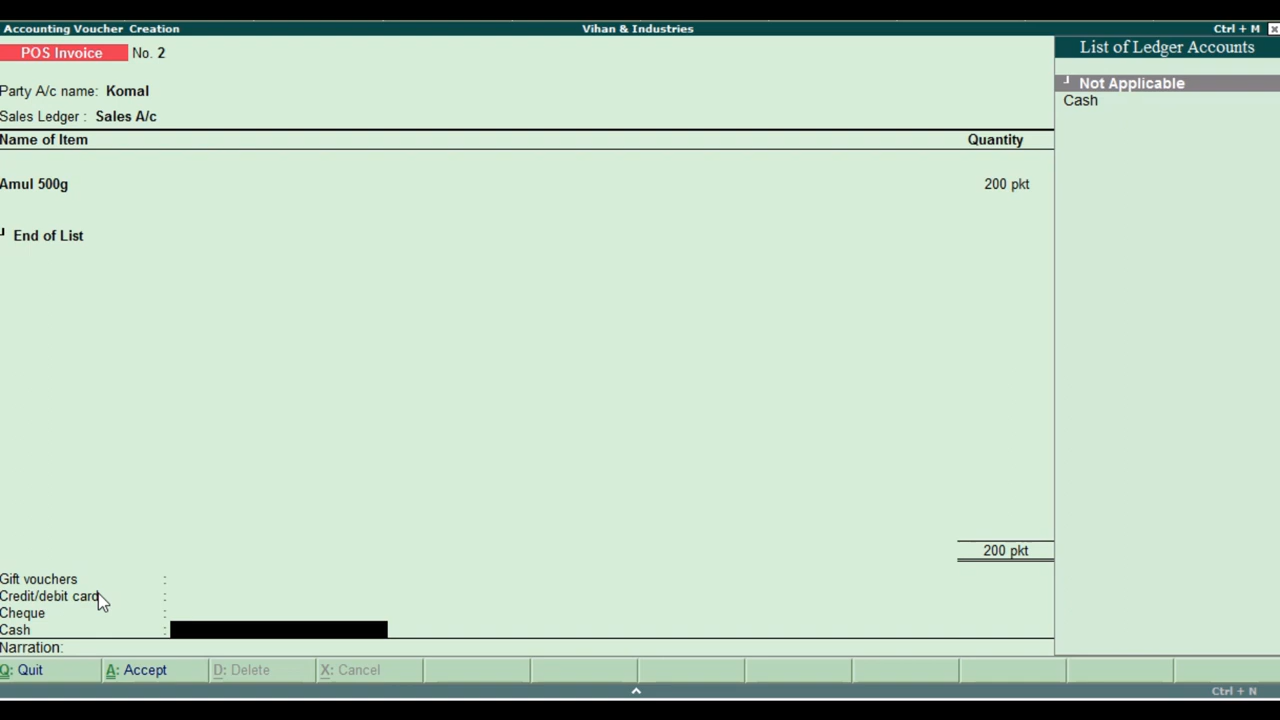 Accounting Voucher Creation Vihan & Industries Ctrl + M
POS Invoice No. 2
Party A/c name: Komal
Sales Ledger : Sales A/c
Name of Item Quantity
Amul 500g 200 pkt
End of List
200 pkt
Gift vouchers :
Credit/debit card :
Cheque :
Cash :
Narration:
Q: Quit A: Accept D: Delete X: Cancel
Ctrl + N
List of Ledger Accounts
Not Applicable
Cash